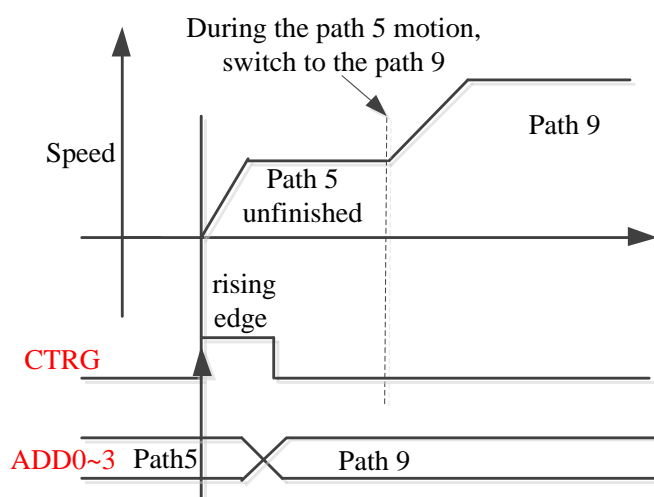 During the path 5 motion,
switch to the path 9
Path 9
Speed
Path 5
unfinished
rising
edge
CTRG
ADD0~3 Path5 Path 9